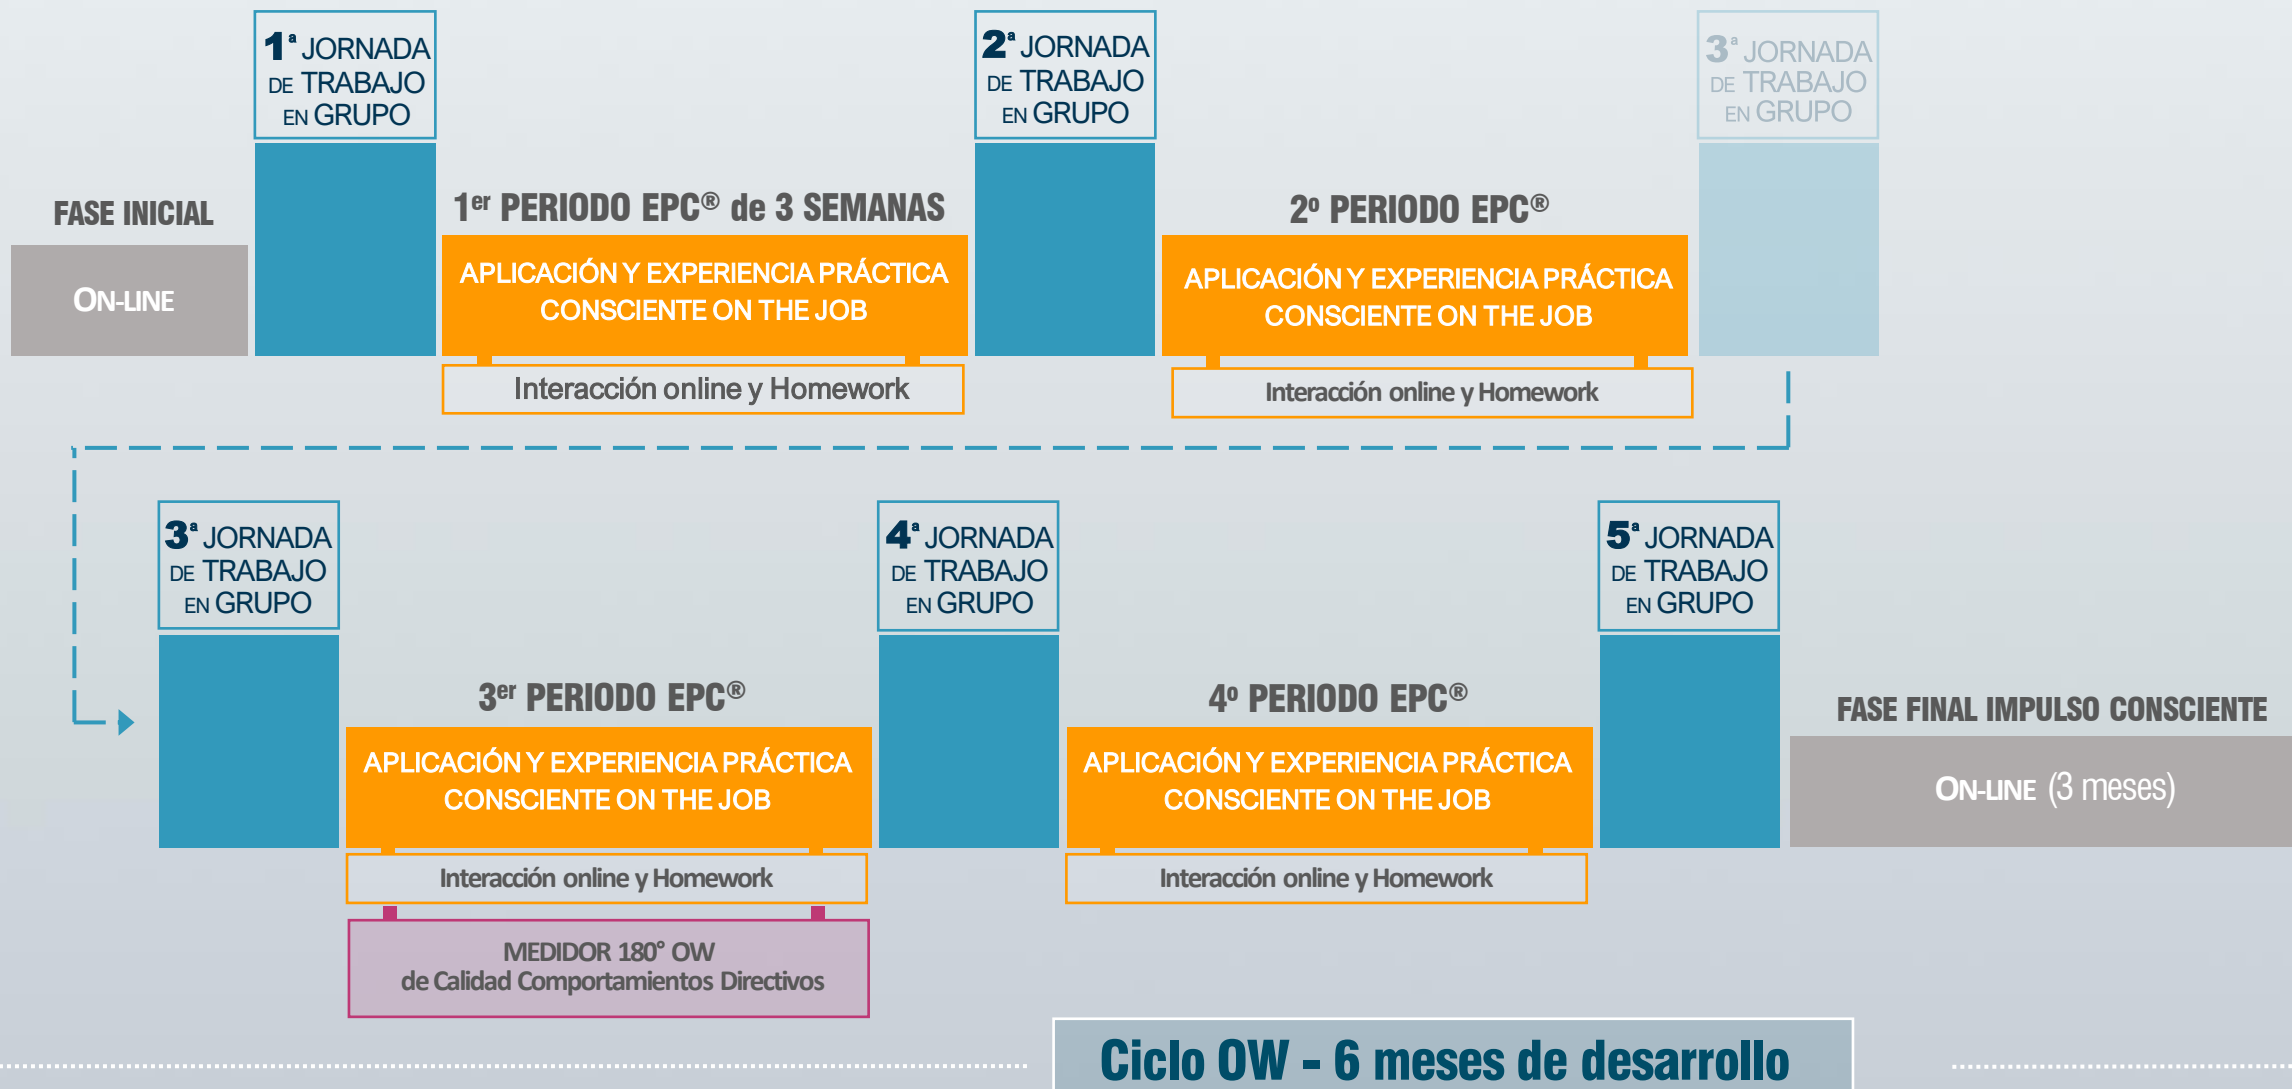 1ª JORNADA
DE TRABAJO
EN GRUPO
2ª JORNADA
DE TRABAJO
EN GRUPO
3ª JORNADA
DE TRABAJO
EN GRUPO
FASE INICIAL
ON-LINE
1er PERIODO EPC® de 3 SEMANAS
APLICACIÓN Y EXPERIENCIA PRÁCTICA
CONSCIENTE ON THE JOB
Interacción online y Homework
2º PERIODO EPC®
APLICACIÓN Y EXPERIENCIA PRÁCTICA
CONSCIENTE ON THE JOB
Interacción online y Homework
3ª JORNADA
DE TRABAJO
EN GRUPO
4ª JORNADA
DE TRABAJO
EN GRUPO
5ª JORNADA
DE TRABAJO
EN GRUPO
3er PERIODO EPC®
APLICACIÓN Y EXPERIENCIA PRÁCTICA
CONSCIENTE ON THE JOB
Interacción online y Homework
MEDIDOR 180° OW
de Calidad Comportamientos Directivos
4º PERIODO EPC®
APLICACIÓN Y EXPERIENCIA PRÁCTICA
CONSCIENTE ON THE JOB
Interacción online y Homework
FASE FINAL IMPULSO CONSCIENTE
ON-LINE (3 meses)
Ciclo OW - 6 meses de desarrollo